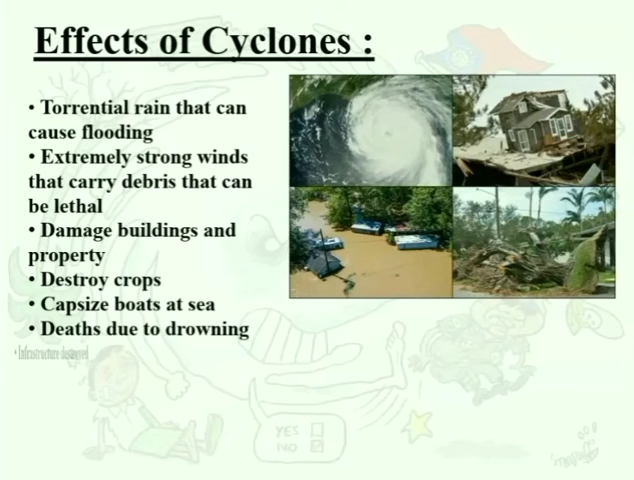 Effects of Cyclones :
• Torrential rain that can
cause flooding
• Extremely strong winds
that carry debris that can
be lethal
• Damage buildings and
property
• Destroy crops
• Capsize boats at sea
• Deaths due to drowning
• Infrastructure destroyed
YES
NO